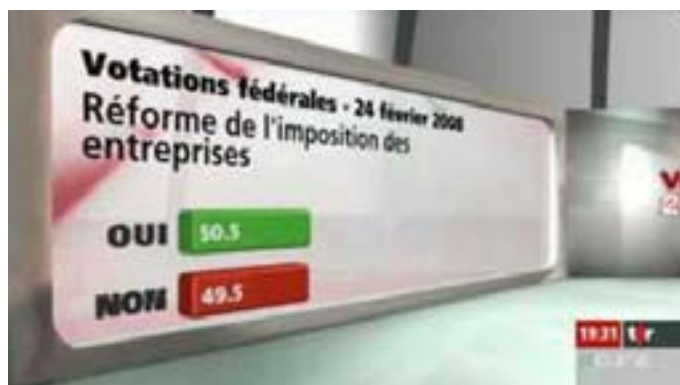 Votations fédérales - 24 février 2008
Réforme de l'imposition des
entreprises
OUI 50.5
NON 49.5
19:31 tsr